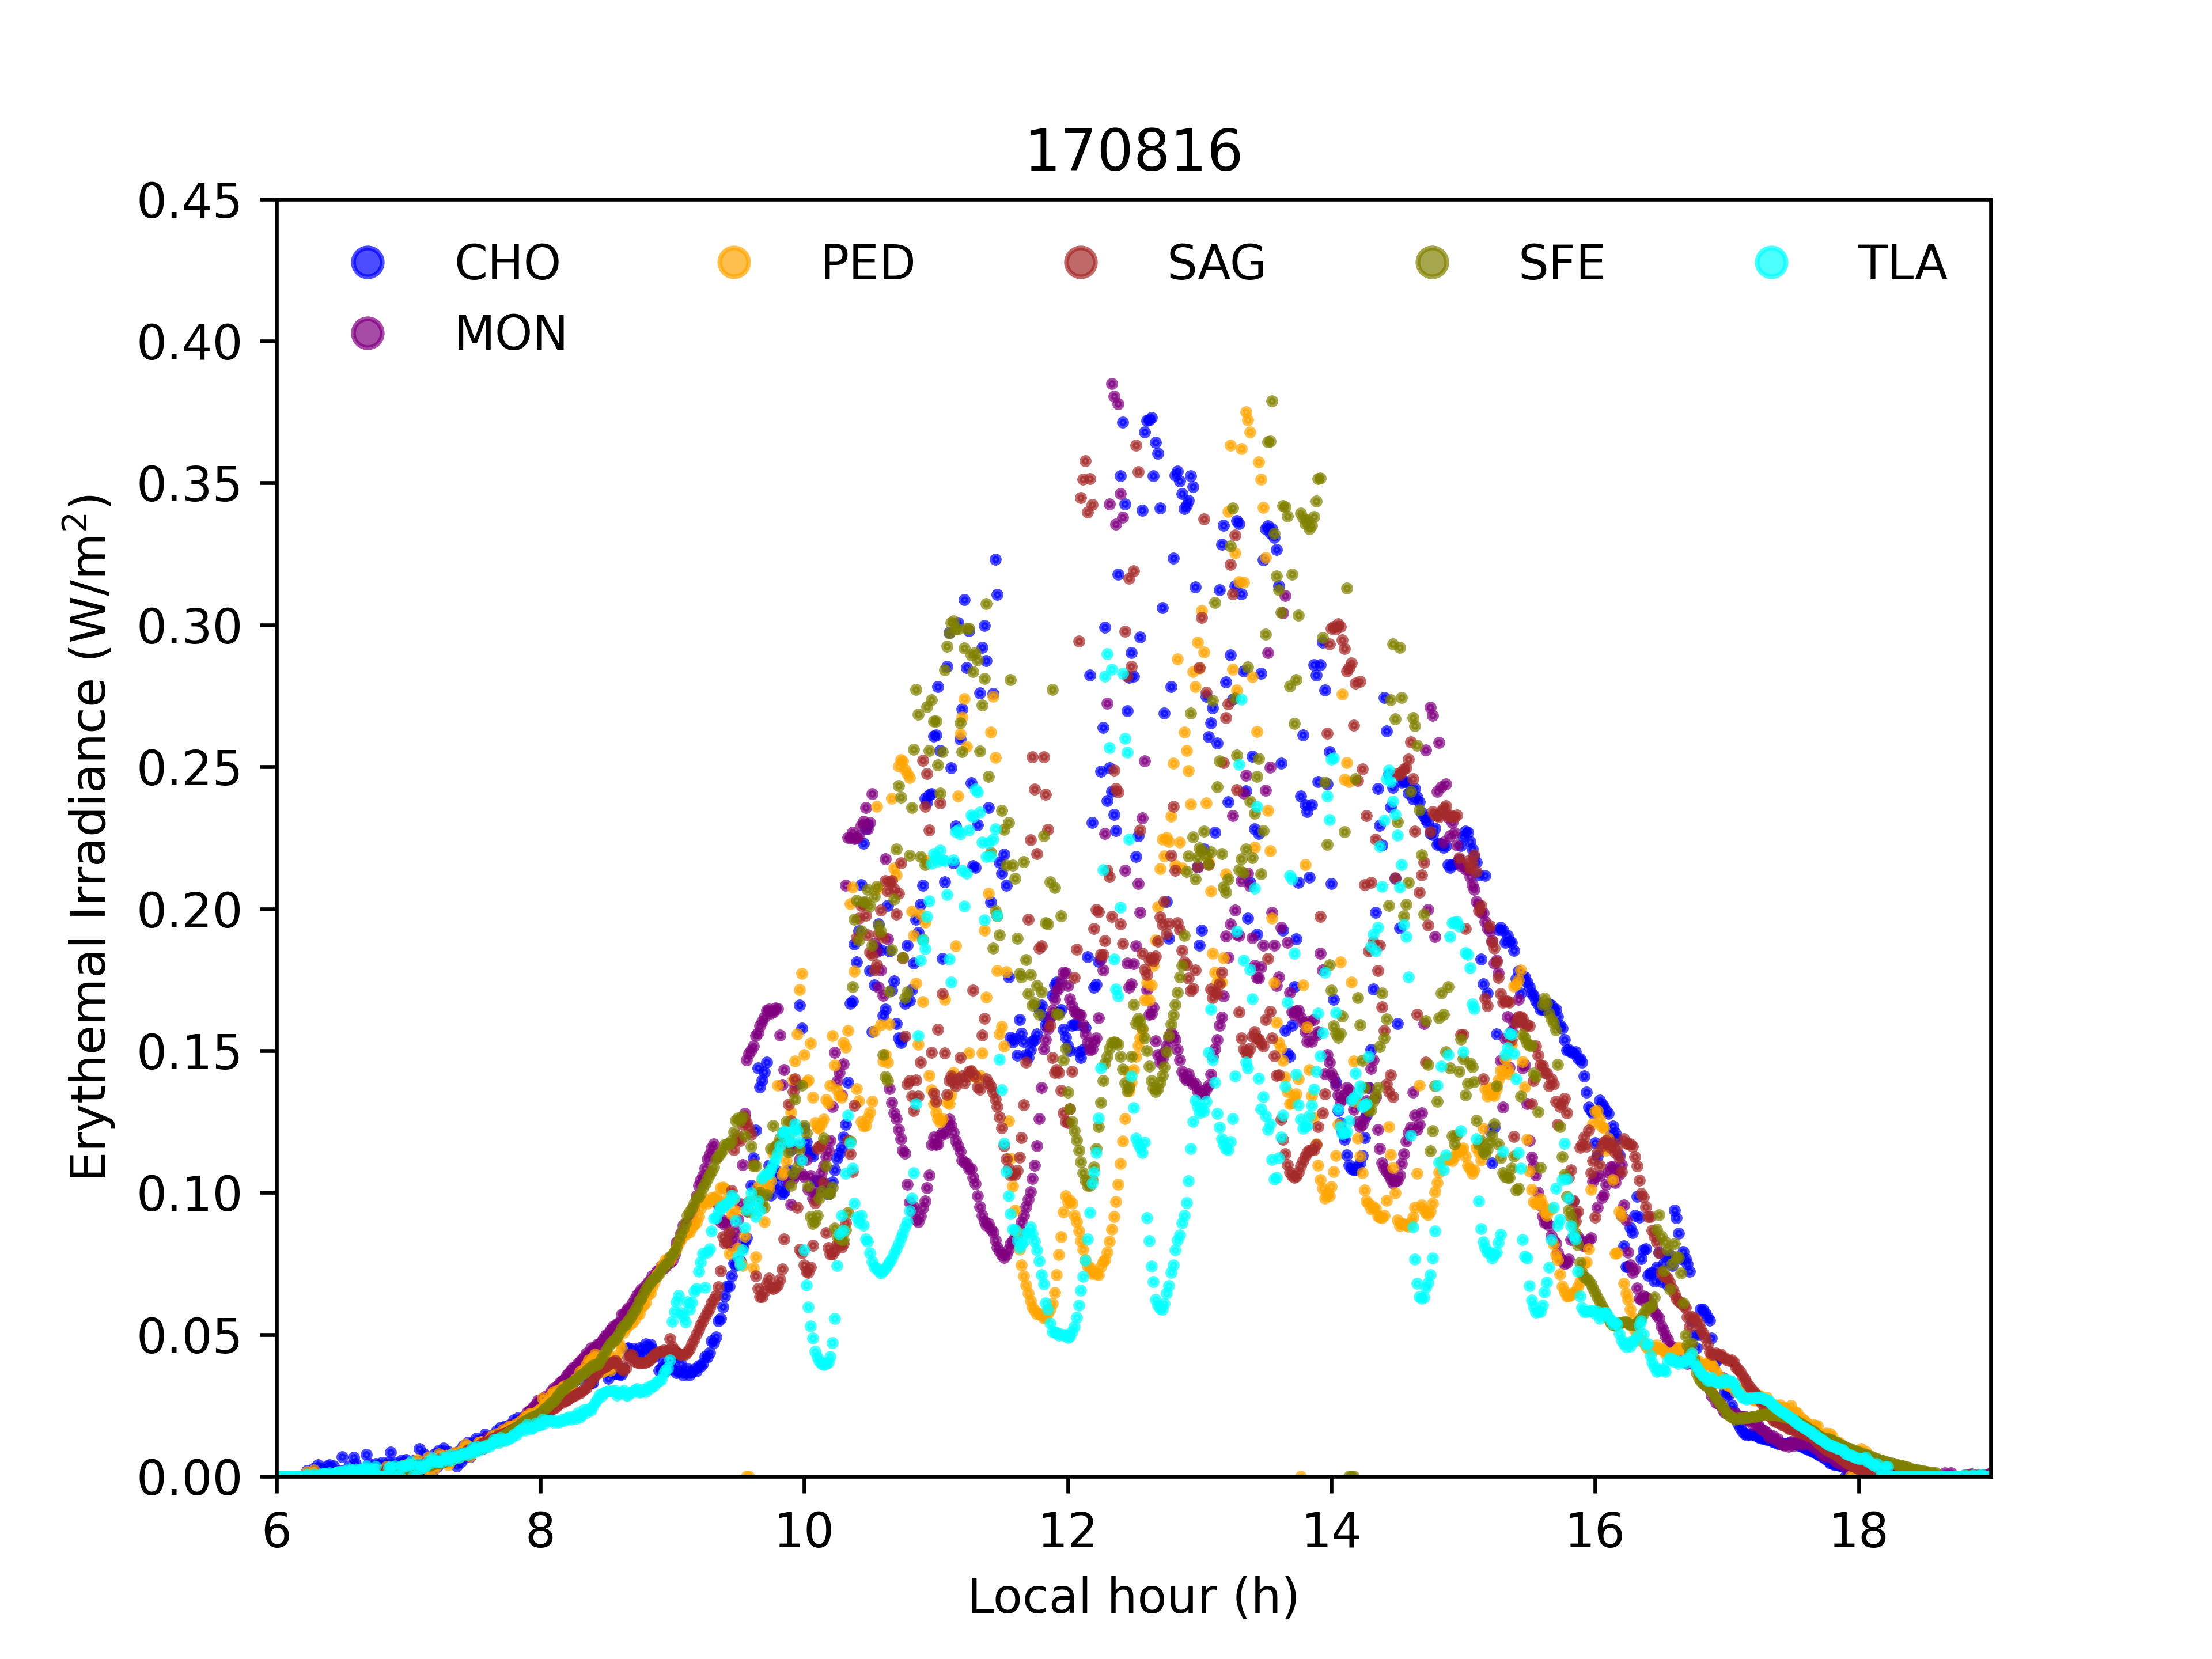 170816
CHO PED SAG SFE TLA
MON
Erythemal Irradiance (W/m²)
0.45
0.40
0.35
0.30
0.25
0.20
0.15
0.10
0.05
0.00
6 8 10 12 14 16 18
Local hour (h)